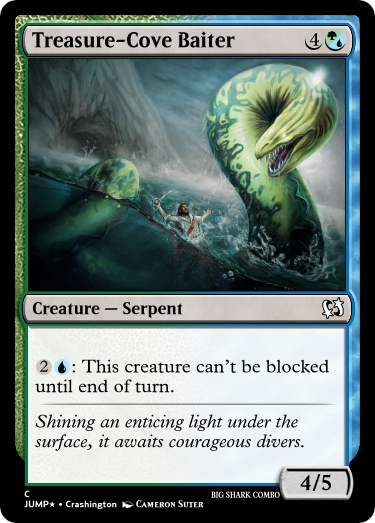 Treasure-Cove Baiter 4
Creature — Serpent
2: This creature can't be blocked
until end of turn.
Shining an enticing light under the
surface, it awaits courageous divers.
4/5
C
BIG SHARK COMBO
JUMP★ • Crashington Cameron Suter